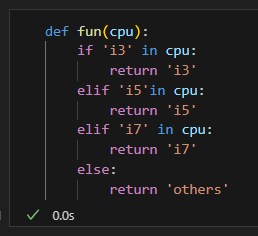 def fun(cpu):
    if 'i3' in cpu:
        return 'i3'
    elif 'i5'in cpu:
        return 'i5'
    elif 'i7' in cpu:
        return 'i7'
    else:
        return 'others'
✓ 0.0s